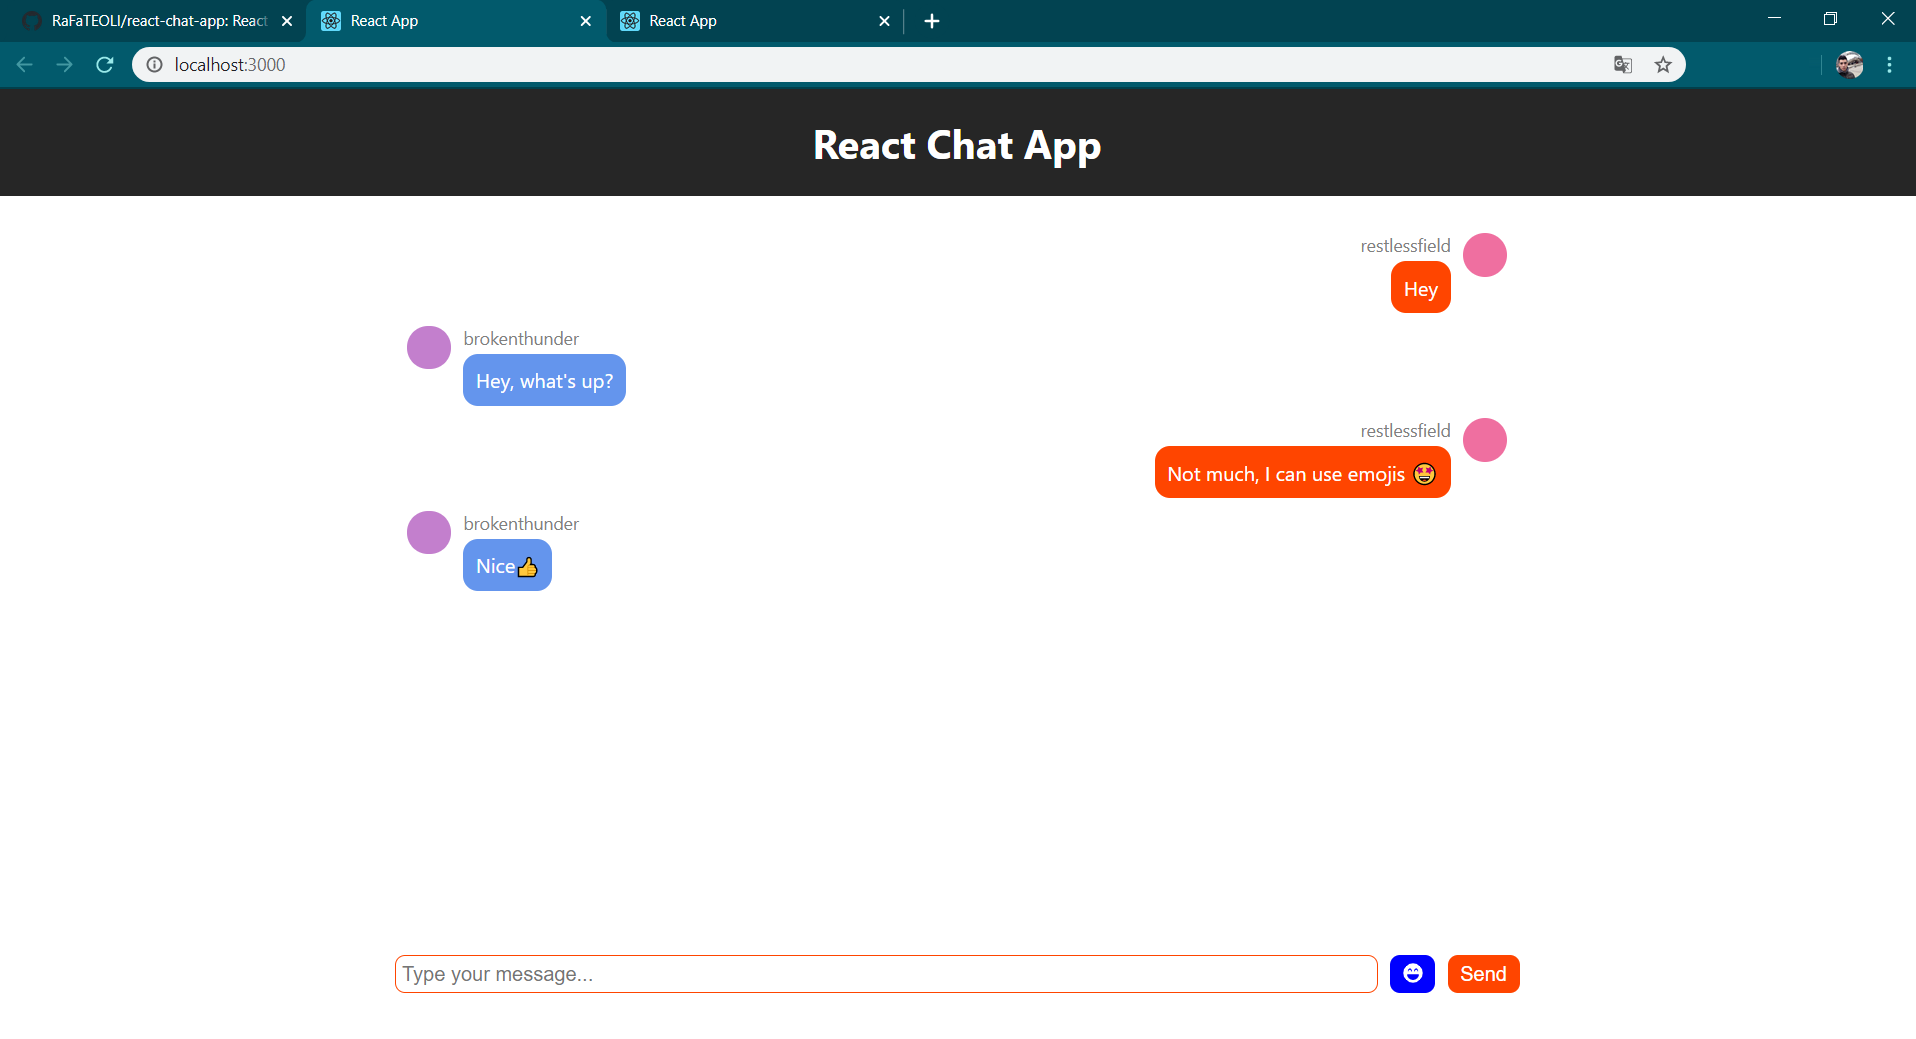 RaFaTEOLI/react-chat-app: React
React App
React App
localhost:3000
React Chat App
restlessfield
Hey
brokenthunder
Hey, what's up?
restlessfield
Not much, I can use emojis 🤩
brokenthunder
Nice👍
Type your message...
Send